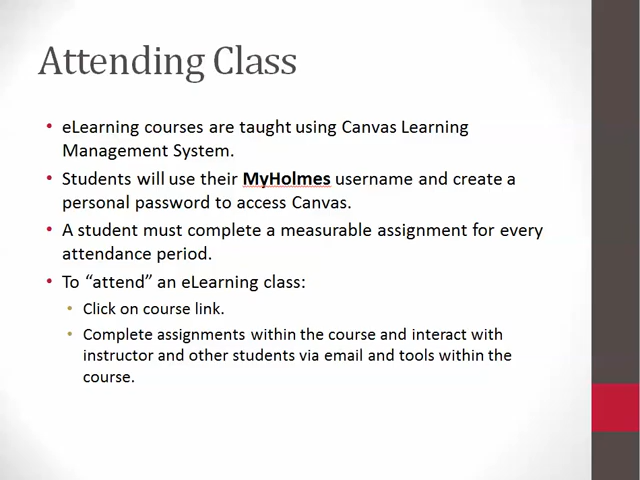 Attending Class
• eLearning courses are taught using Canvas Learning
Management System.
• Students will use their MyHolmes username and create a
personal password to access Canvas.
• A student must complete a measurable assignment for every
attendance period.
• To “attend” an eLearning class:
• Click on course link.
• Complete assignments within the course and interact with
instructor and other students via email and tools within the
course.